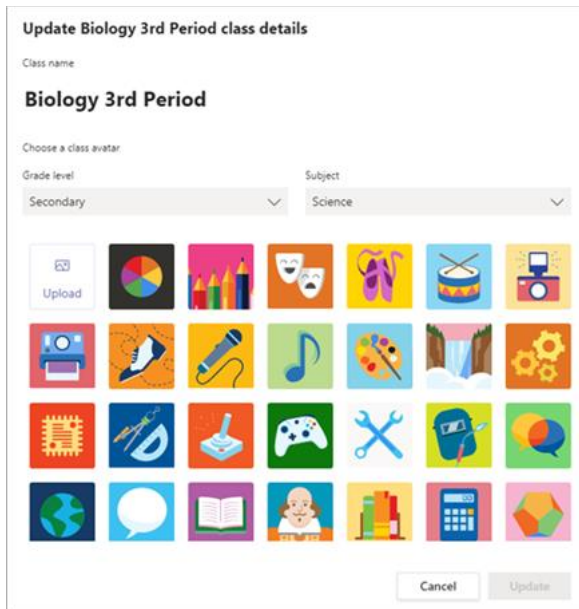 Update Biology 3rd Period class details
Class name
Biology 3rd Period
Choose a class avatar
Grade level Subject
Secondary Science
Upload
Cancel Update